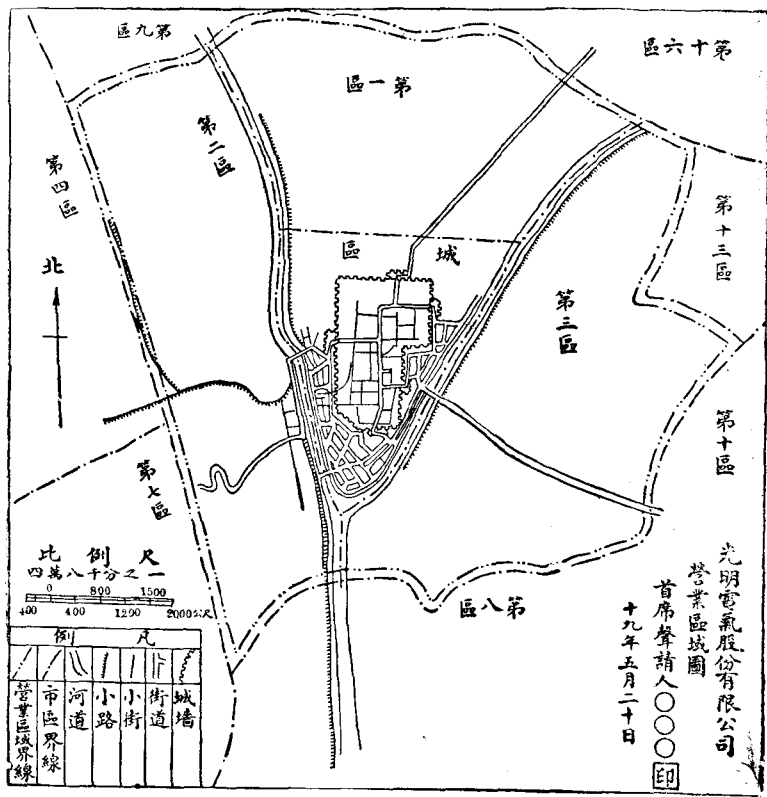 光明電氣股份有限公司
營業區域圖
首席聲請人○○○印
十九年五月二十日
第九區
第一區
第十六區
第二區
第四區
第十三區
城區
北
第三區
第十區
第七區
第八區
比例尺
四萬八千分之一
0 800 1500
400 400 1200 2000公尺
凡例
城墻
街道
小街
小路
河道
市區界線
營業區域界線